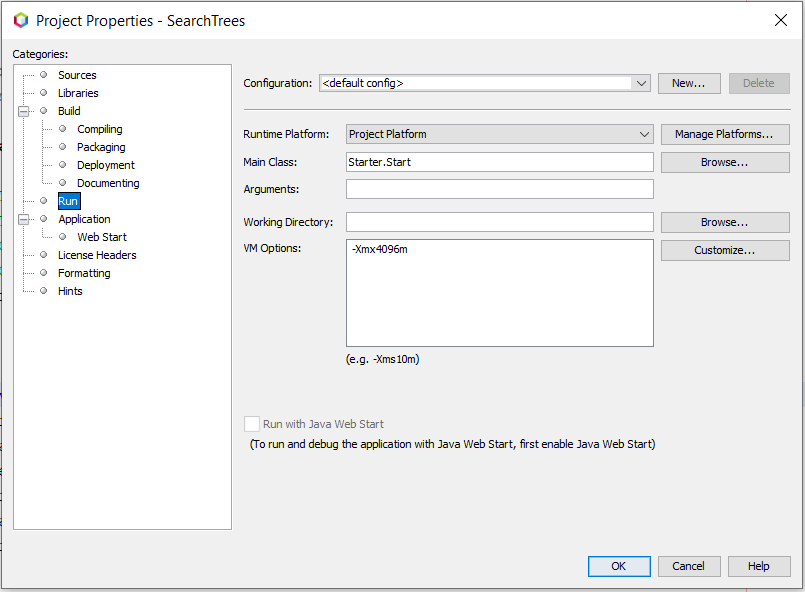 Project Properties - SearchTrees
Categories:
Sources
Libraries
Build
Compiling
Packaging
Deployment
Documenting
Run
Application
Web Start
License Headers
Formatting
Hints
Configuration: <default config> New... Delete
Runtime Platform: Project Platform Manage Platforms...
Main Class: Starter.Start Browse...
Arguments:
Working Directory: Browse...
VM Options: -Xmx4096m Customize...
(e.g. -Xms10m)
Run with Java Web Start
(To run and debug the application with Java Web Start, first enable Java Web Start)
OK Cancel Help